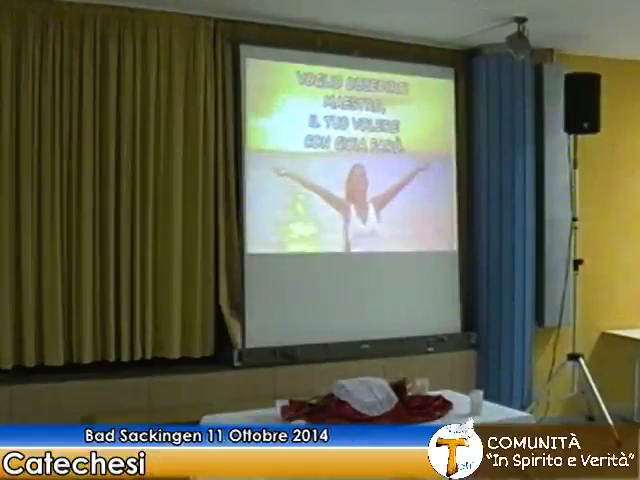 VOGLIO OBBEDIRTI
MAESTRO,
IL TUO VOLERE
CON GIOIA FARÒ.
Bad Sackingen 11 Ottobre 2014
Catechesi
COMUNITÀ
"In Spirito e Verità"